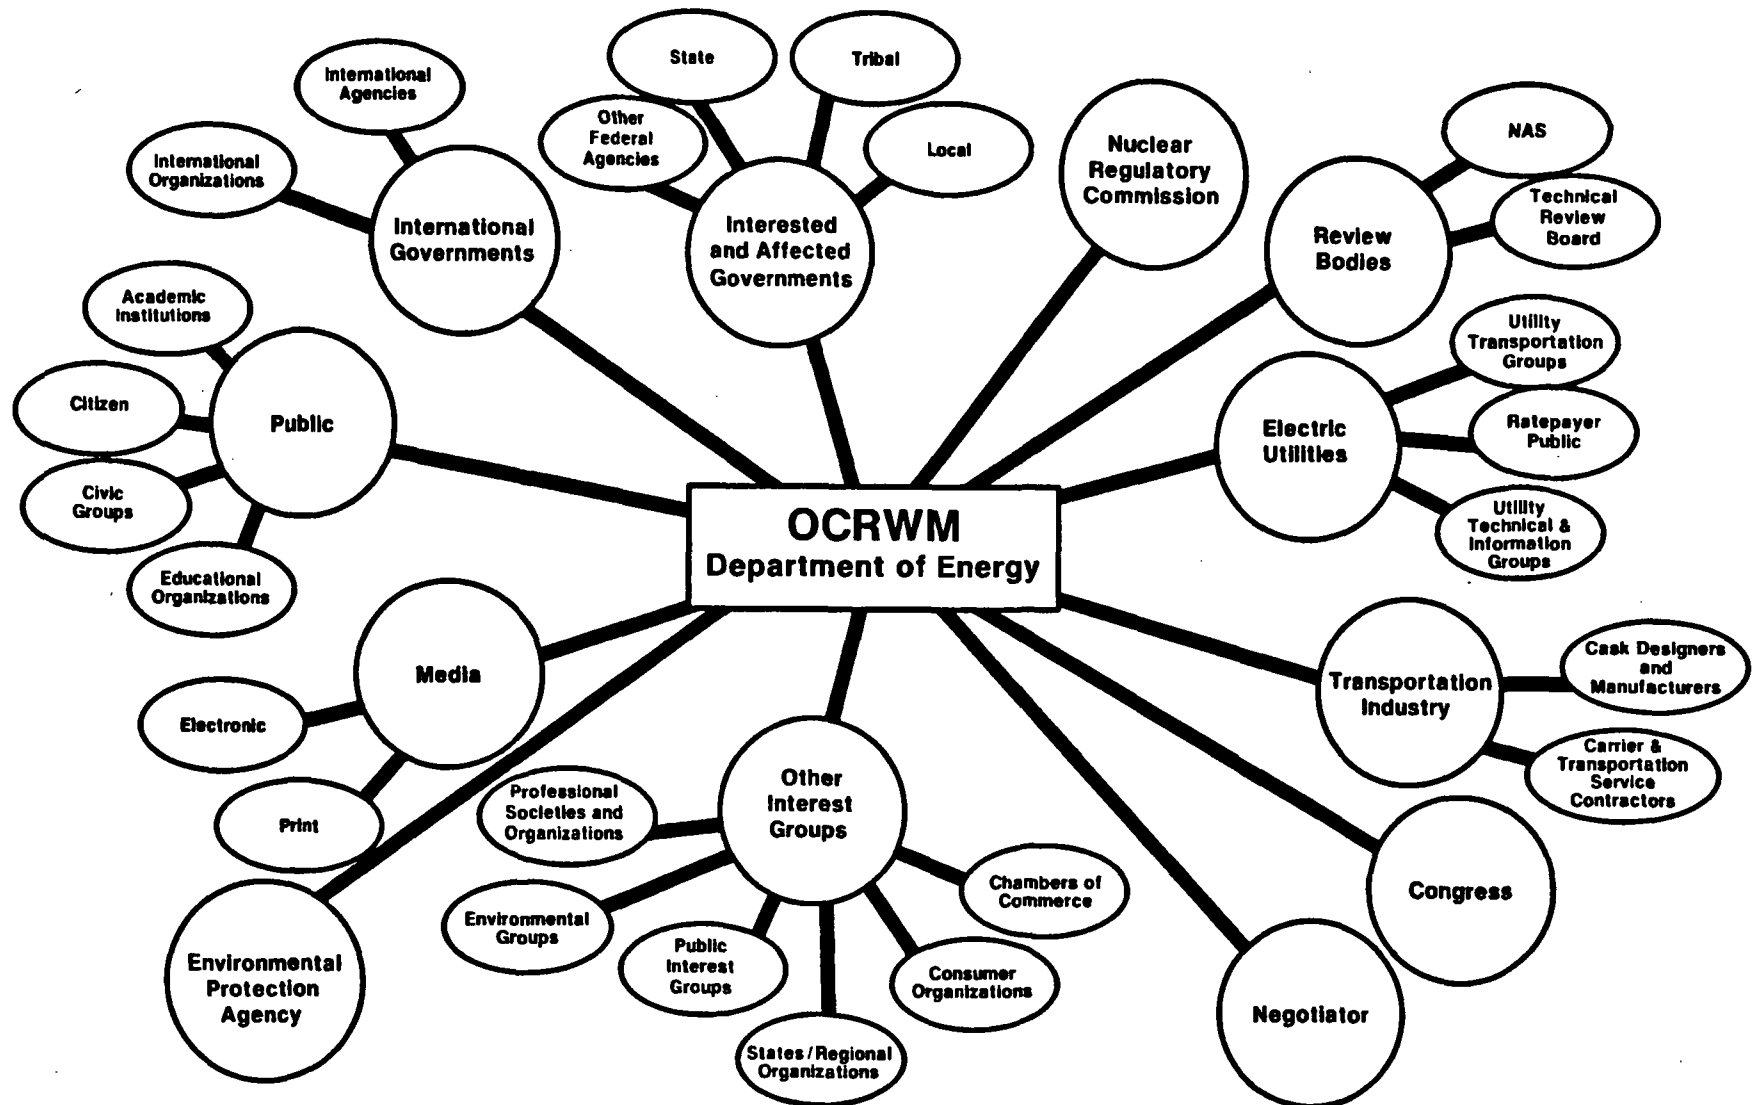 State
Tribal
International
Agencies
Other
Federal
Agencies
Local
International
Organizations
International
Governments
Interested
and Affected
Governments
Nuclear
Regulatory
Commission
NAS
Technical
Review
Board
Review
Bodies
Academic
Institutions
Citizen
Civic
Groups
Educational
Organizations
Public
Utility
Transportation
Groups
Ratepayer
Public
Utility
Technical &
Information
Groups
Electric
Utilities
OCRWM
Department of Energy
Media
Electronic
Print
Transportation
Industry
Cask Designers
and
Manufacturers
Carrier &
Transportation
Service
Contractors
Other
Interest
Groups
Professional
Societies and
Organizations
Environmental
Groups
Public
Interest
Groups
States/Regional
Organizations
Consumer
Organizations
Chambers of
Commerce
Congress
Negotiator
Environmental
Protection
Agency